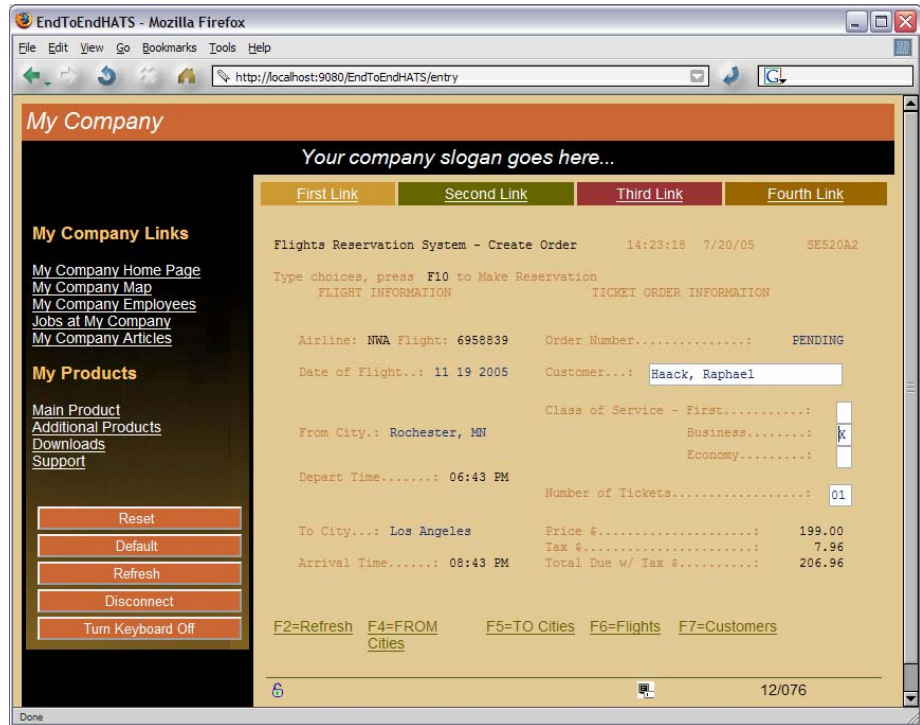 EndToEndHATS - Mozilla Firefox
File Edit View Go Bookmarks Tools Help
http://localhost:9080/EndToEndHATS/entry
G
My Company
Your company slogan goes here...
First Link Second Link Third Link Fourth Link
My Company Links
My Company Home Page
My Company Map
My Company Employees
Jobs at My Company
My Company Articles
My Products
Main Product
Additional Products
Downloads
Support
Reset
Default
Refresh
Disconnect
Turn Keyboard Off
Flights Reservation System - Create Order 14:23:18 7/20/05 SE520A2
Type choices, press F10 to Make Reservation
FLIGHT INFORMATION TICKET ORDER INFORMATION
Airline: NWA Flight: 6958839 Order Number...............: PENDING
Date of Flight..: 11 19 2005 Customer...: Haack, Raphael
Class of Service - First...........:
From City.: Rochester, MN Business........: X
Economy.........:
Depart Time.......: 06:43 PM
Number of Tickets..................: 01
To City...: Los Angeles Price $.......................: 199.00
Tax $.........................: 7.96
Arrival Time......: 08:43 PM Total Due w/ Tax $..........: 206.96
F2=Refresh F4=FROM Cities F5=TO Cities F6=Flights F7=Customers
12/076
Done